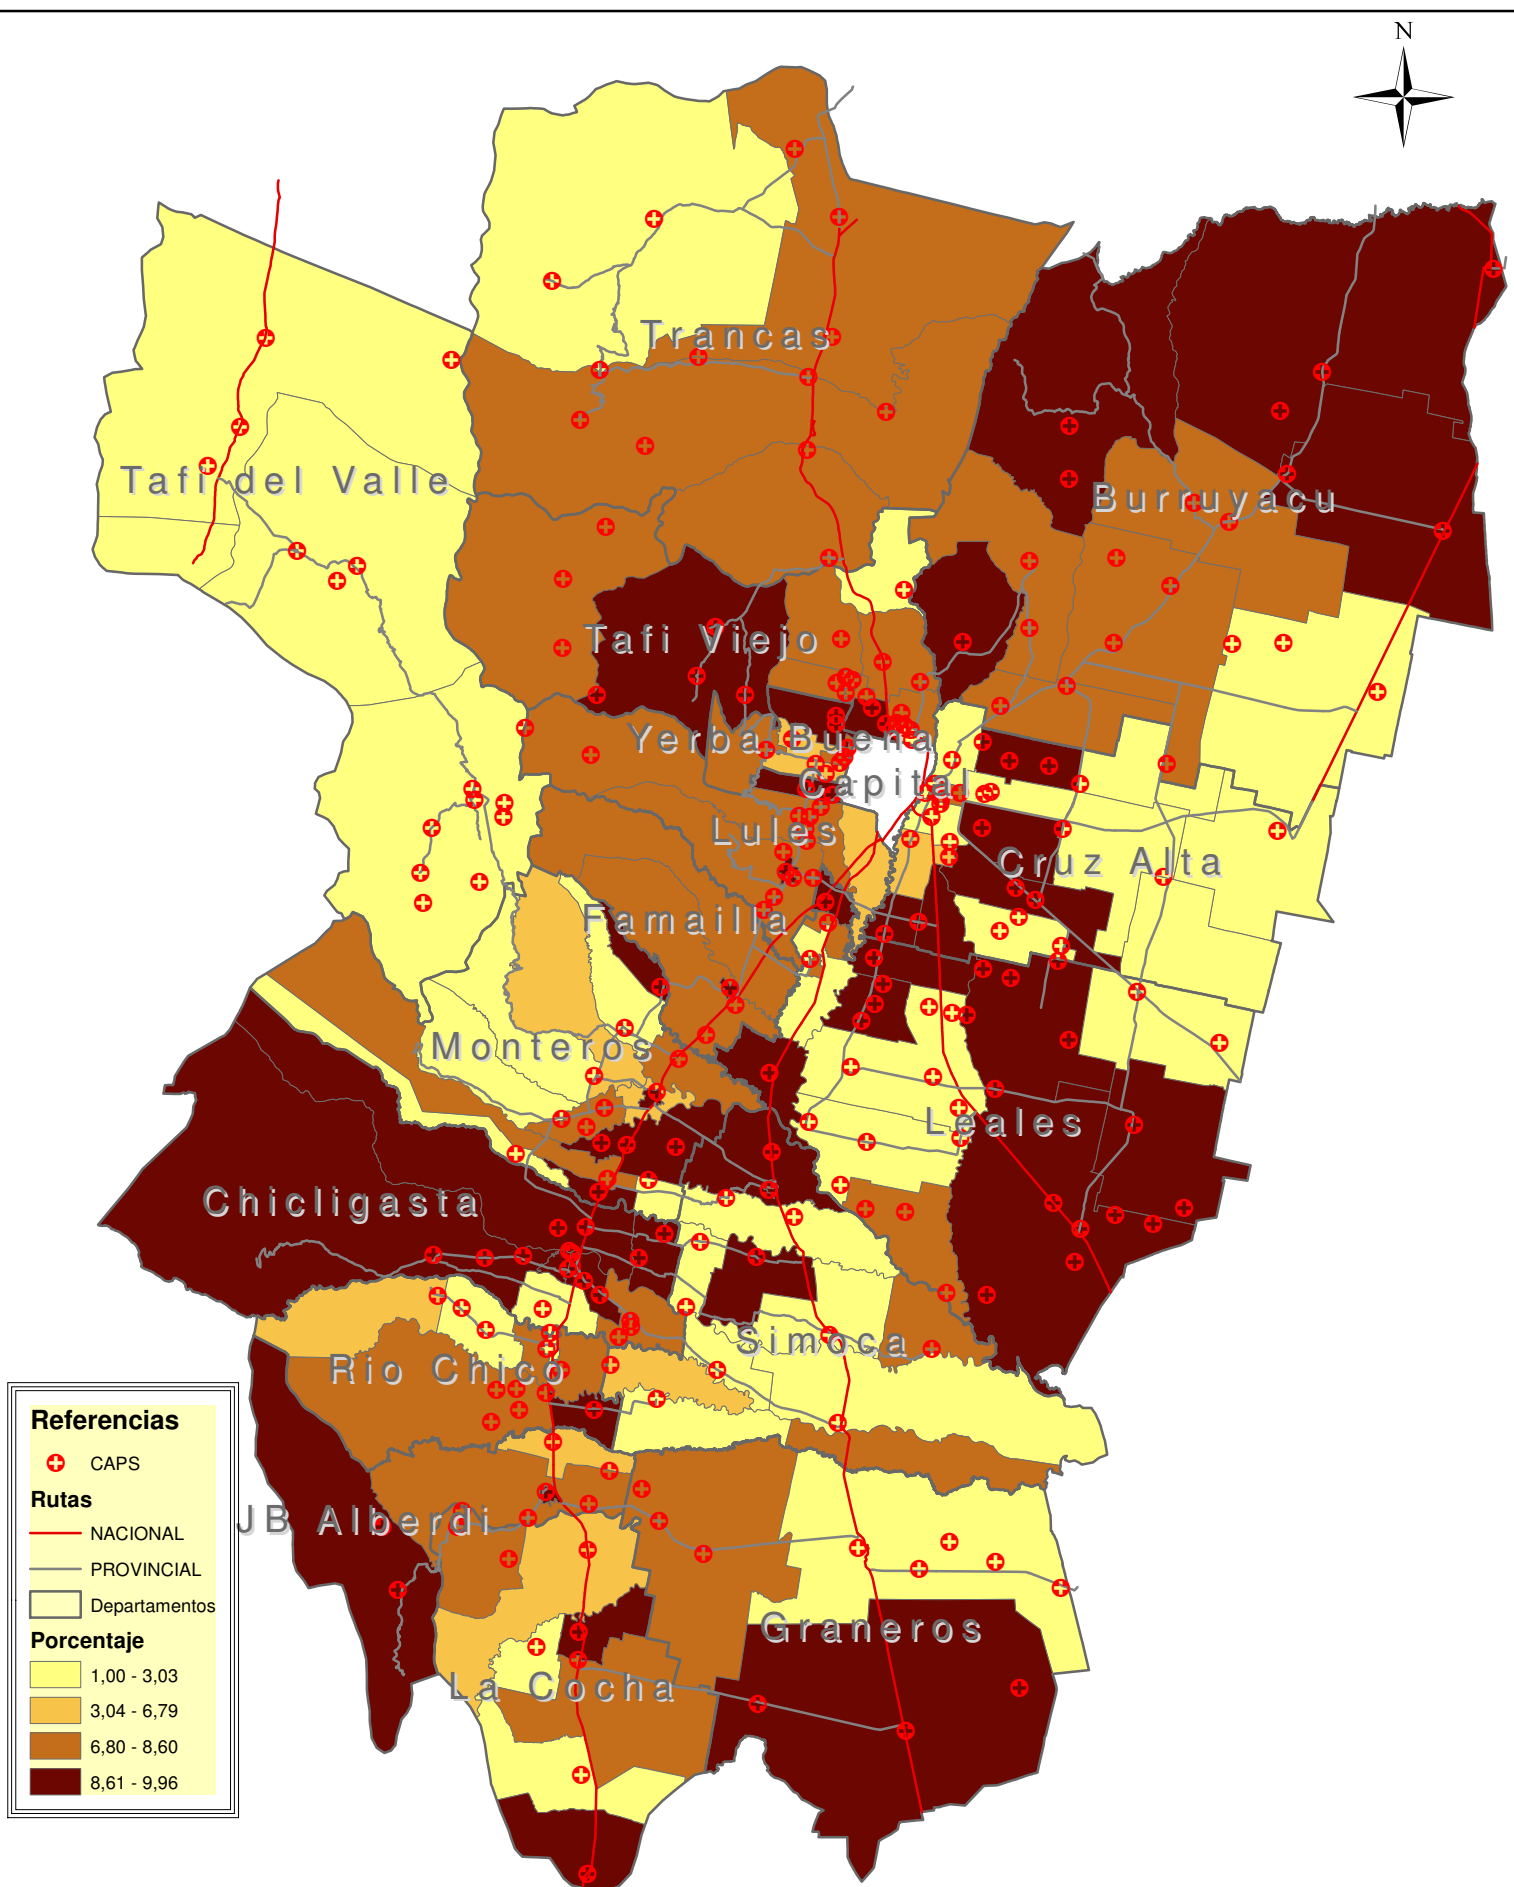 N
Trancas
Tafi del Valle
Burruyacu
Tafi Viejo
Yerba Buena
Capital
Lules
Cruz Alta
Famailla
Monteros
Leales
Chicligasta
Simoca
Rio Chico
JB Alberdi
Graneros
La Cocha
Referencias
CAPS
Rutas
NACIONAL
PROVINCIAL
Departamentos
Porcentaje
1,00 - 3,03
3,04 - 6,79
6,80 - 8,60
8,61 - 9,96